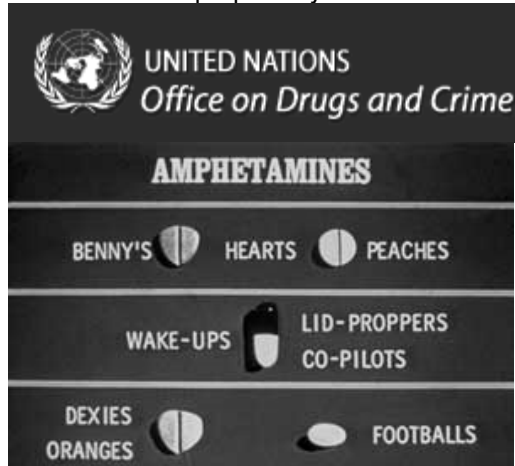 UNITED NATIONS
Office on Drugs and Crime
AMPHETAMINES
BENNY'S HEARTS PEACHES
WAKE-UPS
LID-PROPPERS
CO-PILOTS
DEXIES
ORANGES
FOOTBALLS